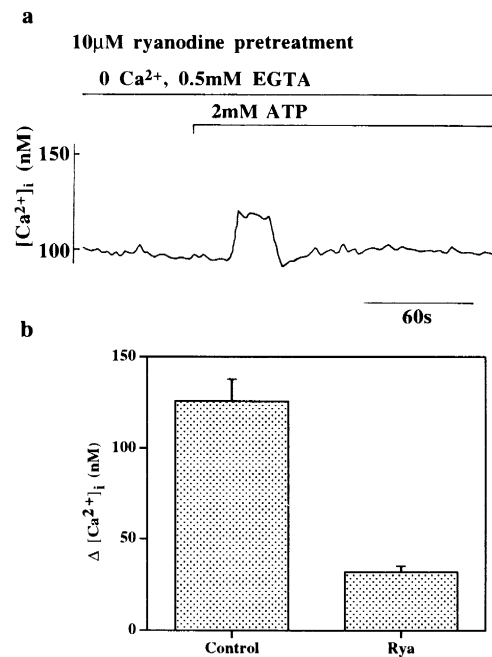 a
10μM ryanodine pretreatment
0 Ca²⁺, 0.5mM EGTA
2mM ATP
[Ca²⁺]ᵢ (nM)
150
100
60s
b
Δ [Ca²⁺]ᵢ (nM)
150
100
50
0
Control
Rya